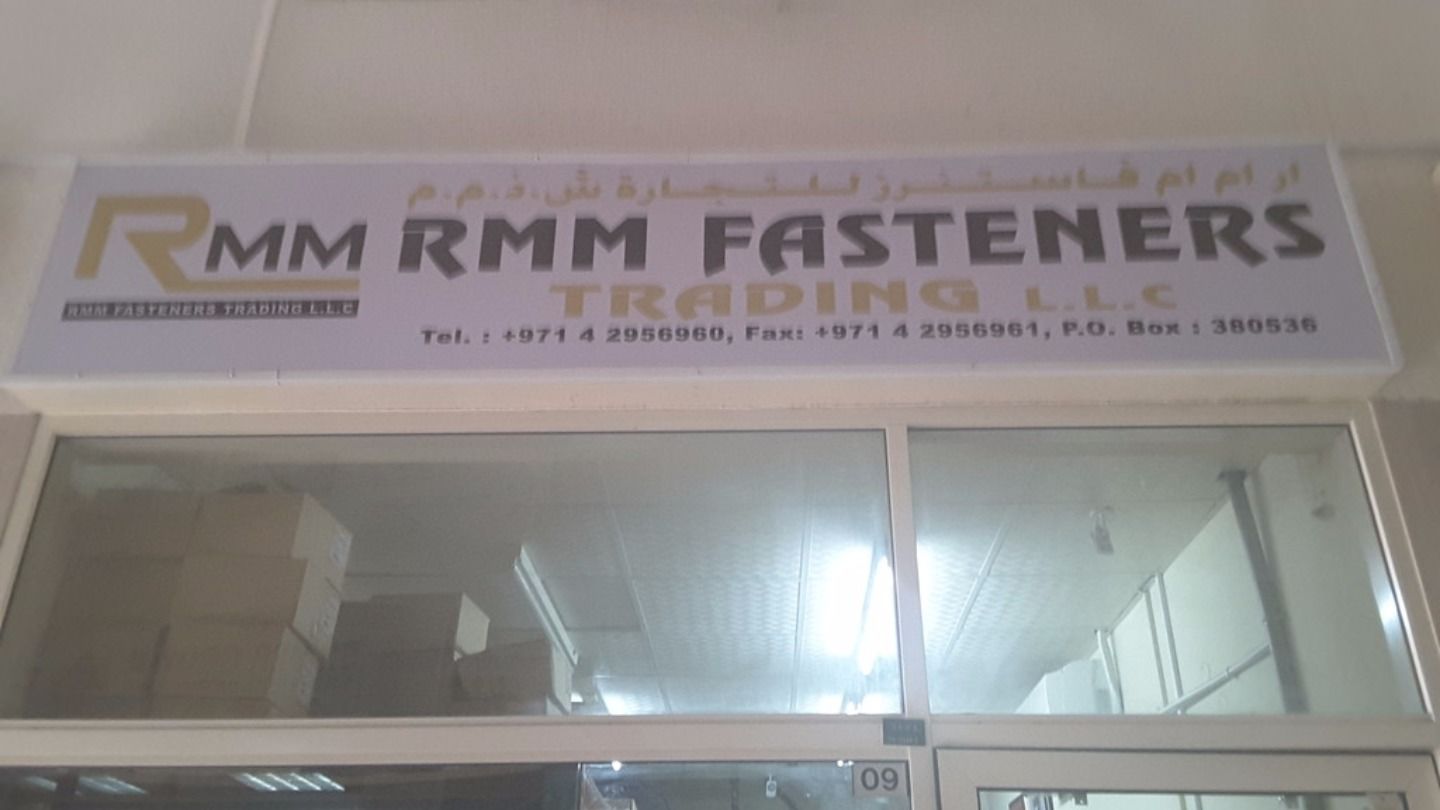 RMM
RMM FASTENERS TRADING L.L.C
ار ام ام فاستنرز للتجارة ش.ذ.م.م
RMM FASTENERS
TRADING L.L.C
Tel. : +971 4 2956960, Fax: +971 4 2956961, P.O. Box : 380536
09